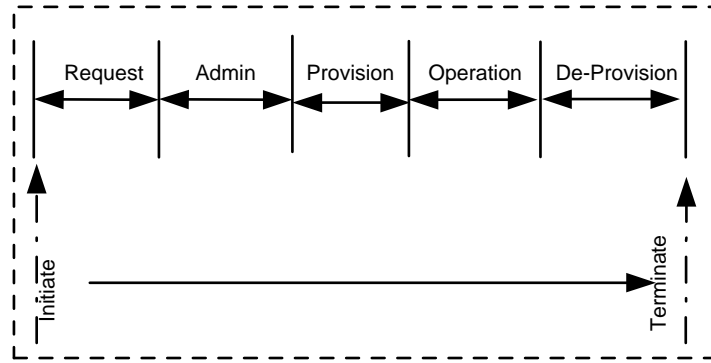 Request Admin Provision Operation De-Provision
Initiate
Terminate